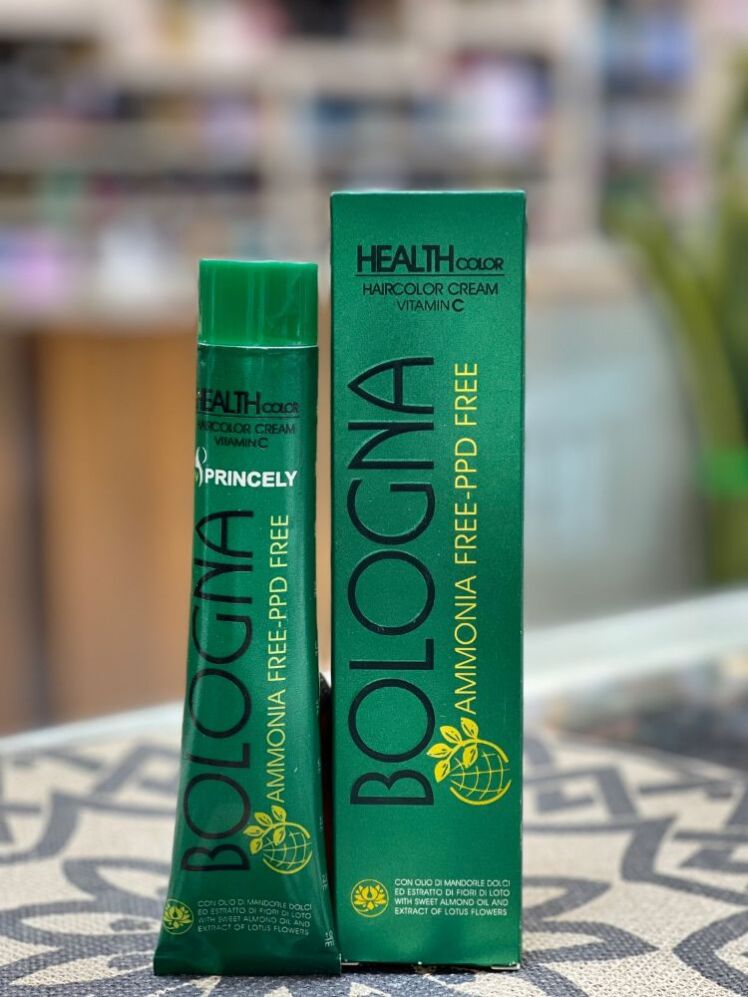 HEALTH COLOR
HAIRCOLOR CREAM
VITAMIN C
PRINCELY
BOLOGNA
AMMONIA FREE-PPD FREE
CON OLIO DI MANDORLE DOLCI
ED ESTRATTO DI FIORI DI LOTO
WITH SWEET ALMOND OIL AND
EXTRACT OF LOTUS FLOWERS
HEALTH COLOR
HAIRCOLOR CREAM
VITAMIN C
BOLOGNA
AMMONIA FREE-PPD FREE
CON OLIO DI MANDORLE DOLCI
ED ESTRATTO DI FIORI DI LOTO
WITH SWEET ALMOND OIL AND
EXTRACT OF LOTUS FLOWERS